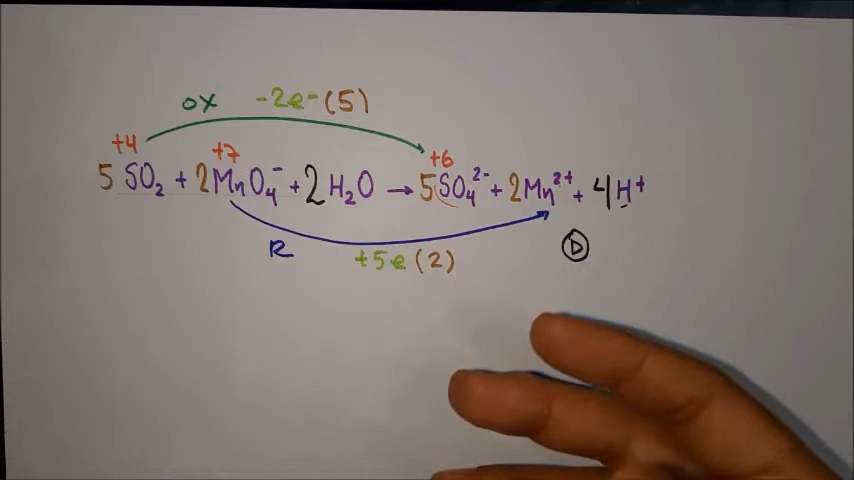 ox -2e⁻(5)
+4 +7 +6
5 SO₂ + 2MnO₄⁻ + 2 H₂O → 5SO₄²⁻ + 2Mn²⁺ + 4H⁺
R +5e (2) D